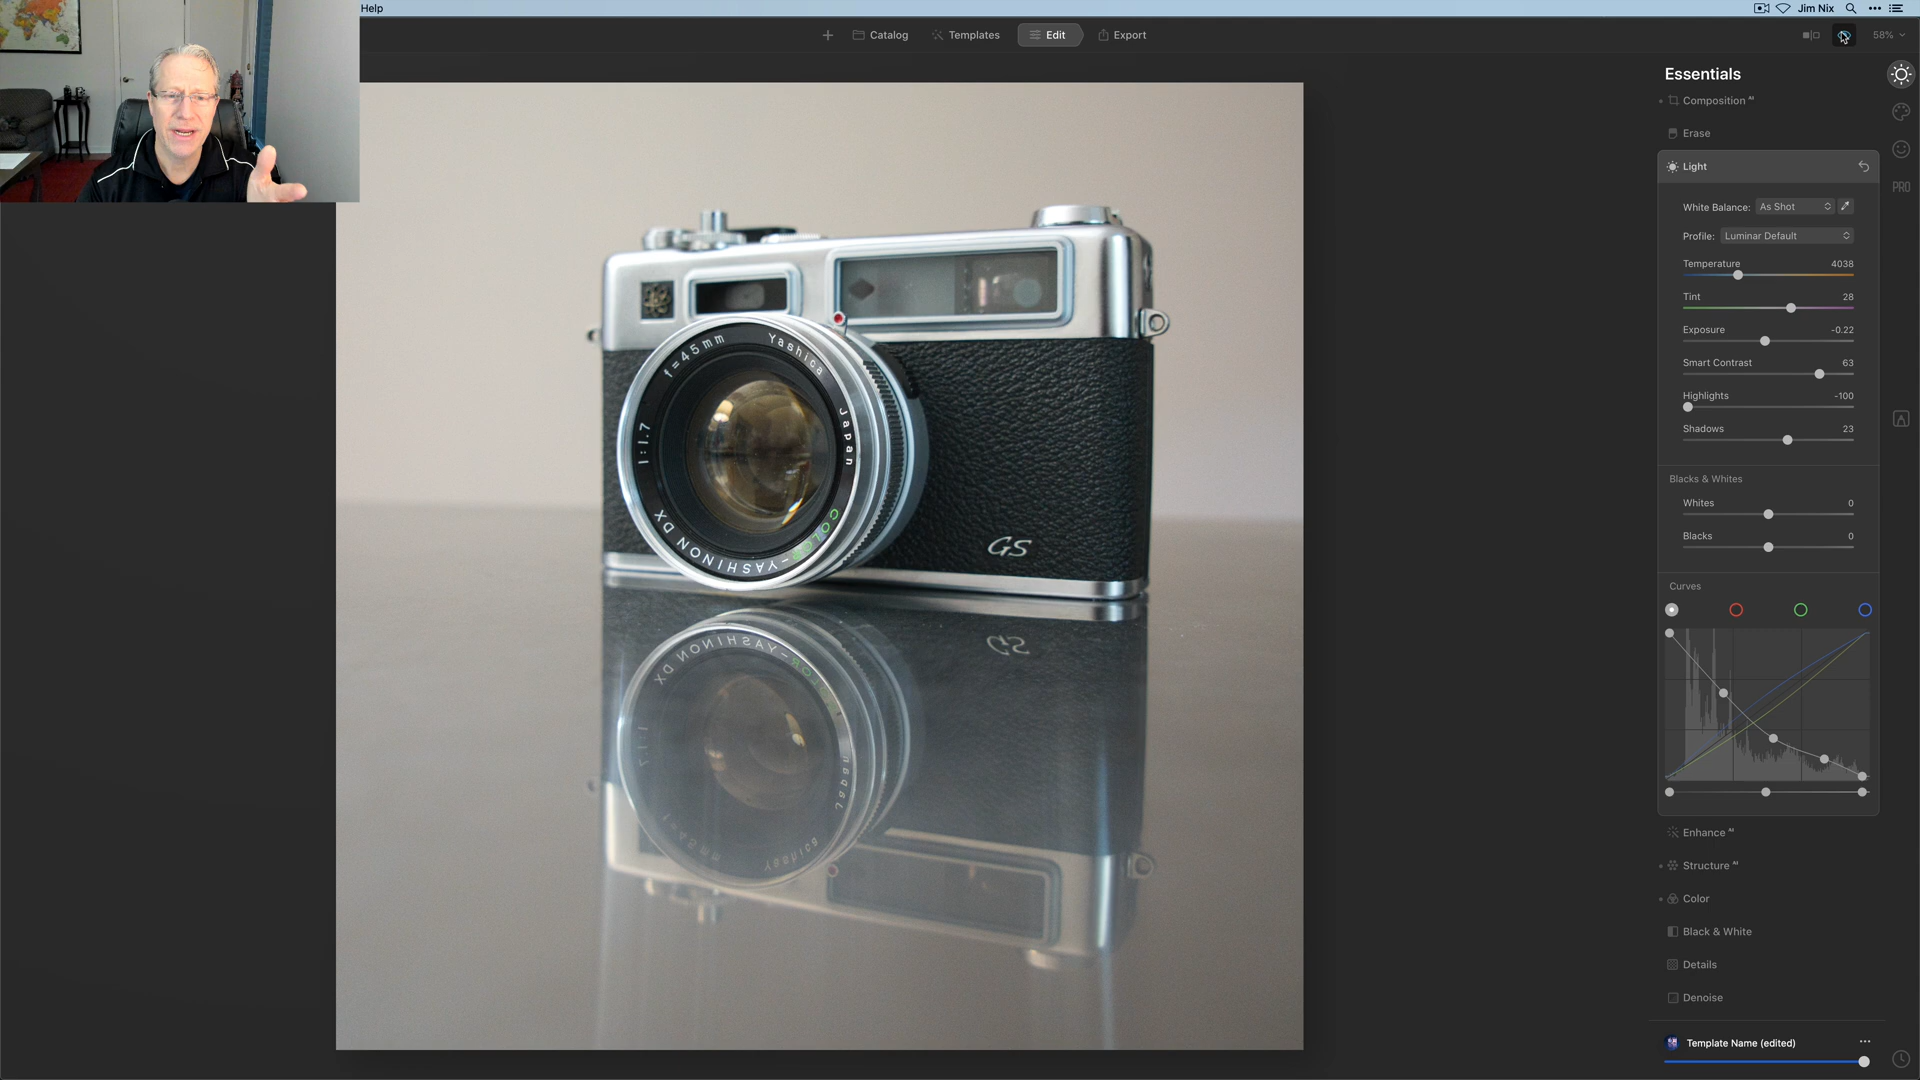 Help
Jim Nix
Catalog
Templates
Edit
Export
58%
Essentials
Composition AI
Erase
Light
PRO
White Balance: As Shot
Profile: Luminar Default
Temperature 4038
Tint 28
Exposure -0.22
Smart Contrast 63
Highlights -100
Shadows 23
Blacks & Whites
Whites 0
Blacks 0
Curves
Enhance AI
Structure AI
Color
Black & White
Details
Denoise
Template Name (edited)
f=45mm Yashica Japan
1:1.7
COLOR-YASHINON DX
GS